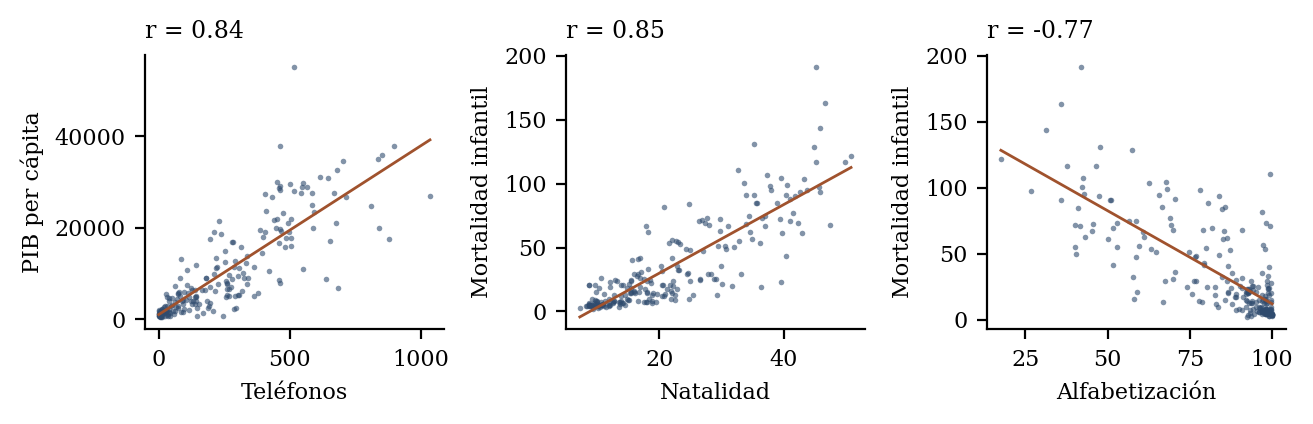 r = 0.84
PIB per cápita
40000
20000
0
0 500 1000
Teléfonos
r = 0.85
Mortalidad infantil
200
150
100
50
0
20 40
Natalidad
r = -0.77
Mortalidad infantil
200
150
100
50
0
25 50 75 100
Alfabetización